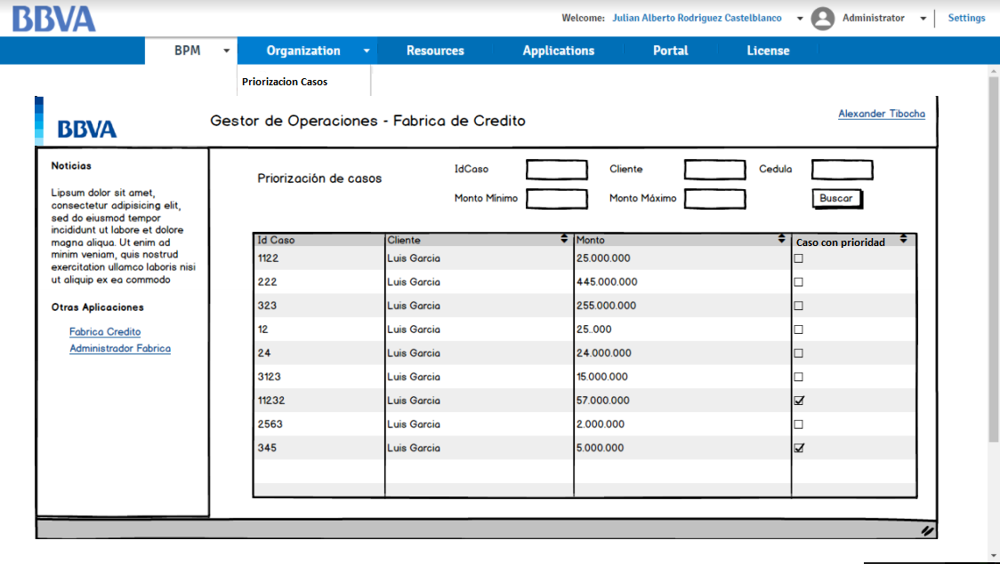 BBVA
Welcome: Julian Alberto Rodriguez Castelblanco Administrator Settings
BPM Organization Resources Applications Portal License
Priorizacion Casos
BBVA
Gestor de Operaciones - Fabrica de Credito
Alexander Tibocha
Noticias
Lipsum dolor sit amet,
consectetur adipisicing elit,
sed do eiusmod tempor
incididunt ut labore et dolore
magna aliqua. Ut enim ad
minim veniam, quis nostrud
exercitation ullamco laboris nisi
ut aliquip ex ea commodo
Otras Aplicaciones
Fabrica Credito
Administrador Fabrica
Priorización de casos
IdCaso Cliente Cedula
Monto Mínimo Monto Máximo Buscar
Id Caso Cliente Monto Caso con prioridad
1122 Luis Garcia 25.000.000
222 Luis Garcia 445.000.000
323 Luis Garcia 255.000.000
12 Luis Garcia 25.000
24 Luis Garcia 24.000.000
3123 Luis Garcia 15.000.000
11232 Luis Garcia 57.000.000
2563 Luis Garcia 2.000.000
345 Luis Garcia 5.000.000